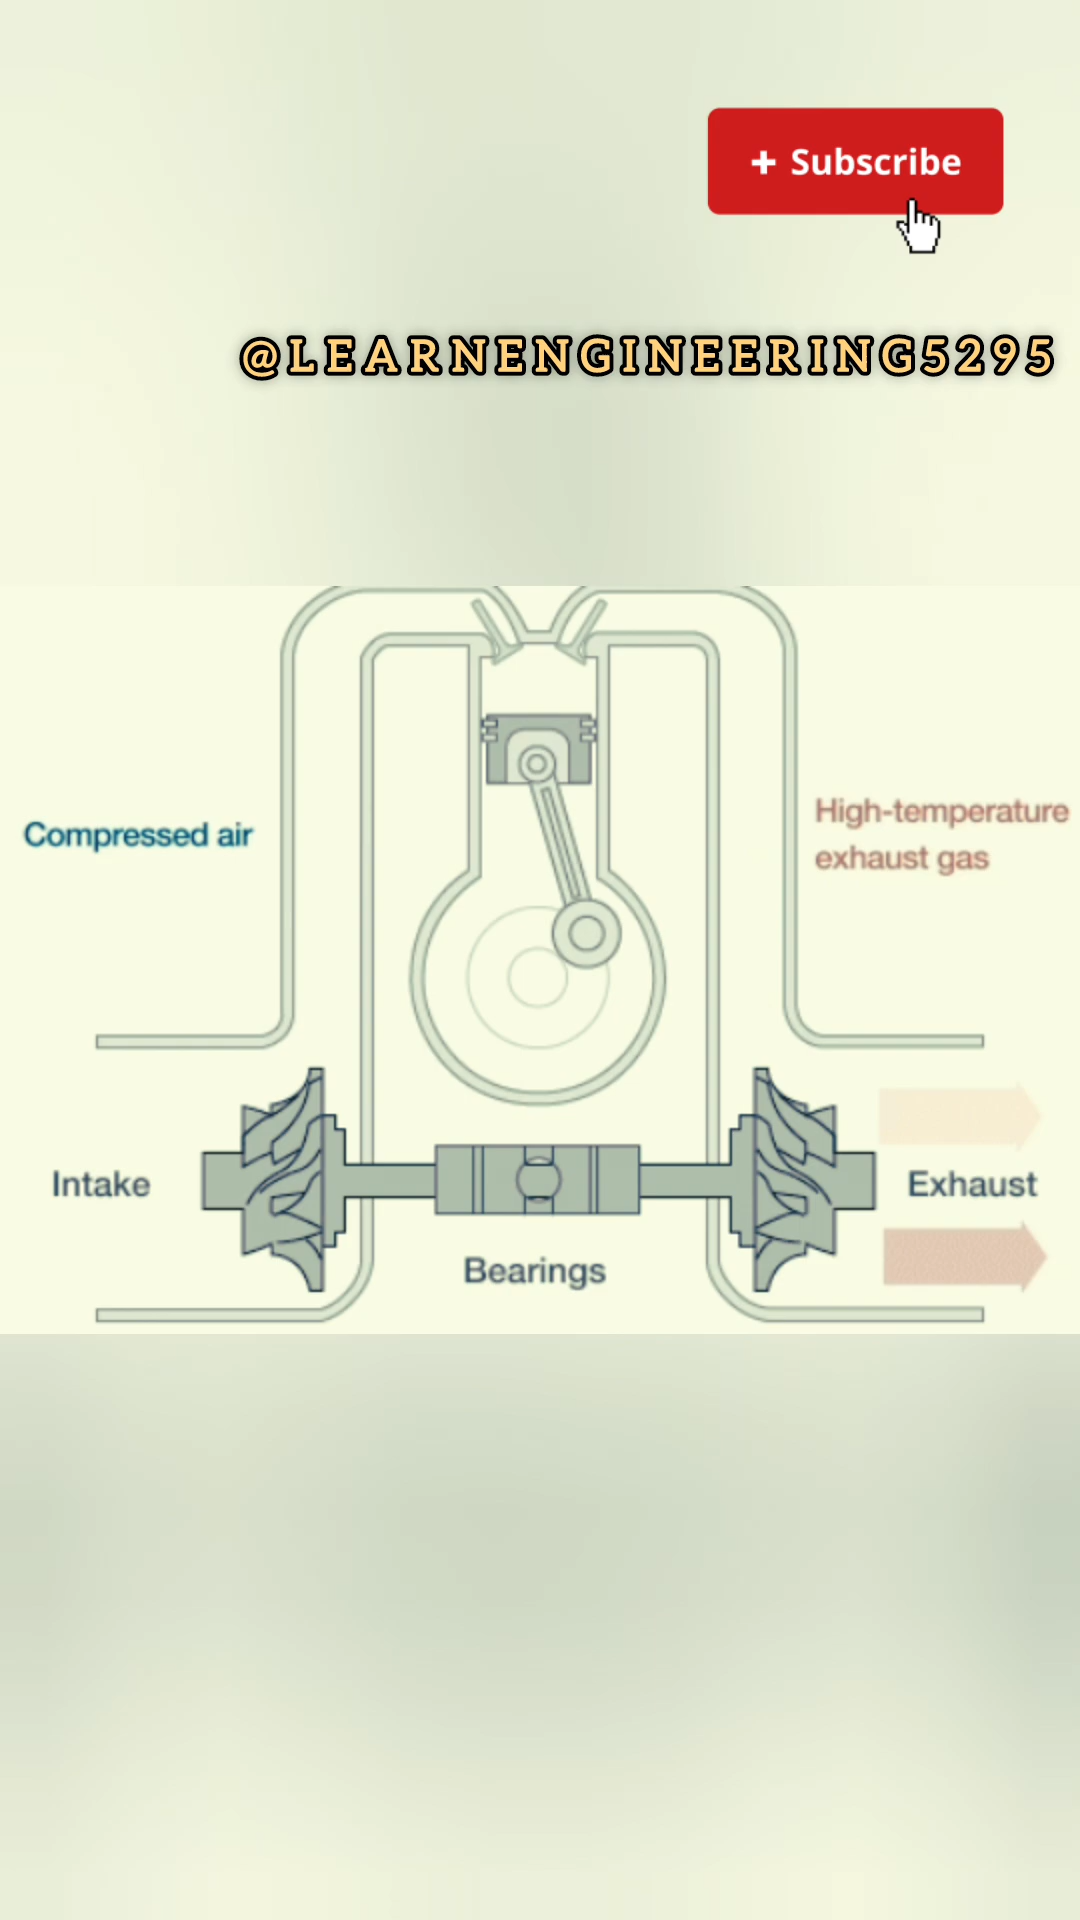 + Subscribe
@LEARNENGINEERING5295
Compressed air
High-temperature
exhaust gas
Intake
Exhaust
Bearings